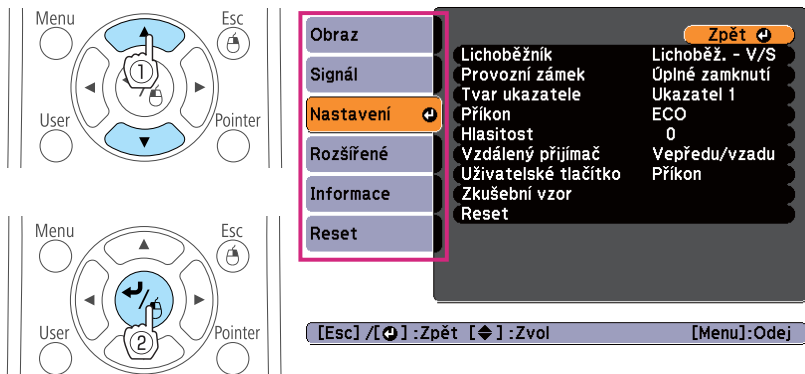 Menu
Esc
1
User
Pointer
Menu
Esc
User
2
Pointer
Obraz
Signál
Nastavení
Rozšířené
Informace
Reset
Zpět
Lichoběžník Lichoběž. - V/S
Provozní zámek Úplné zamknutí
Tvar ukazatele Ukazatel 1
Příkon ECO
Hlasitost 0
Vzdálený přijímač Vepředu/vzadu
Uživatelské tlačítko Příkon
Zkušební vzor
Reset
[Esc] /[ ] :Zpět [ ] :Zvol [Menu]:Odej